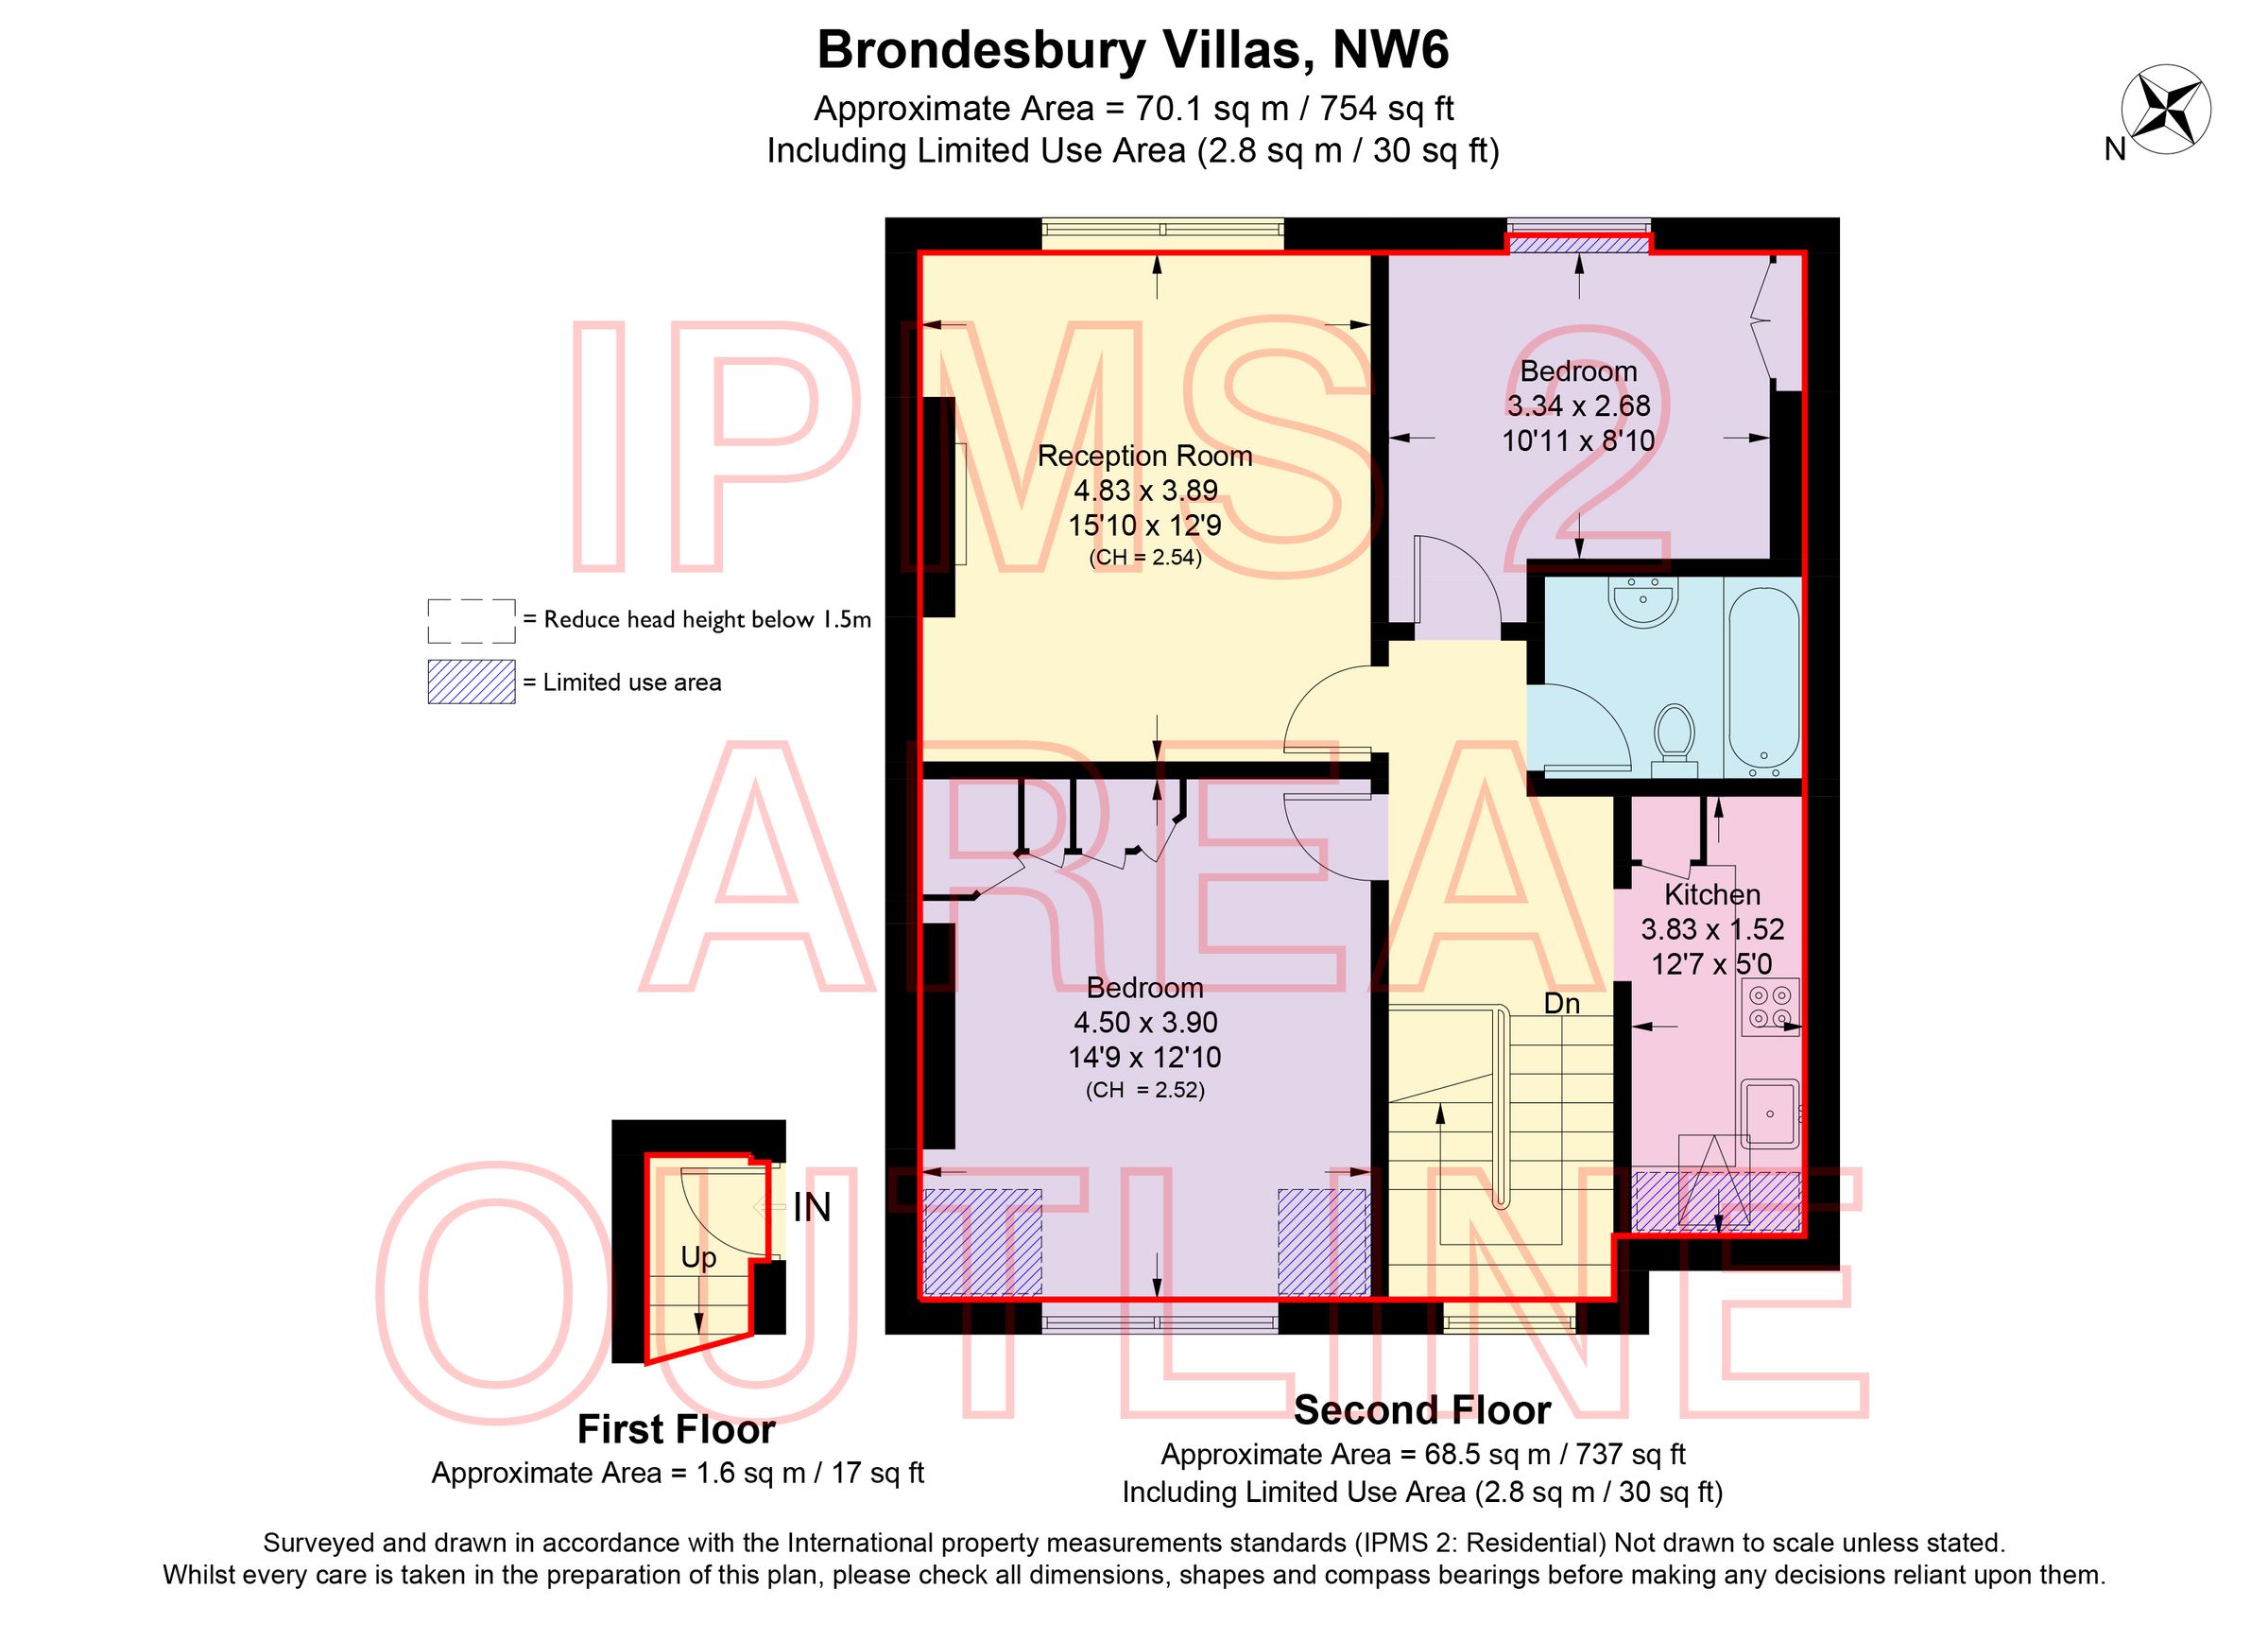 Brondesbury Villas, NW6
Approximate Area = 70.1 sq m / 754 sq ft
Including Limited Use Area (2.8 sq m / 30 sq ft)
N
IPMS 2
AREA
OUTLINE
Bedroom
3.34 x 2.68
10'11 x 8'10
Reception Room
4.83 x 3.89
15'10 x 12'9
(CH = 2.54)
= Reduce head height below 1.5m
= Limited use area
Kitchen
3.83 x 1.52
12'7 x 5'0
Bedroom
4.50 x 3.90
14'9 x 12'10
(CH = 2.52)
Dn
IN
Up
First Floor
Approximate Area = 1.6 sq m / 17 sq ft
Second Floor
Approximate Area = 68.5 sq m / 737 sq ft
Including Limited Use Area (2.8 sq m / 30 sq ft)
Surveyed and drawn in accordance with the International property measurements standards (IPMS 2: Residential) Not drawn to scale unless stated.
Whilst every care is taken in the preparation of this plan, please check all dimensions, shapes and compass bearings before making any decisions reliant upon them.